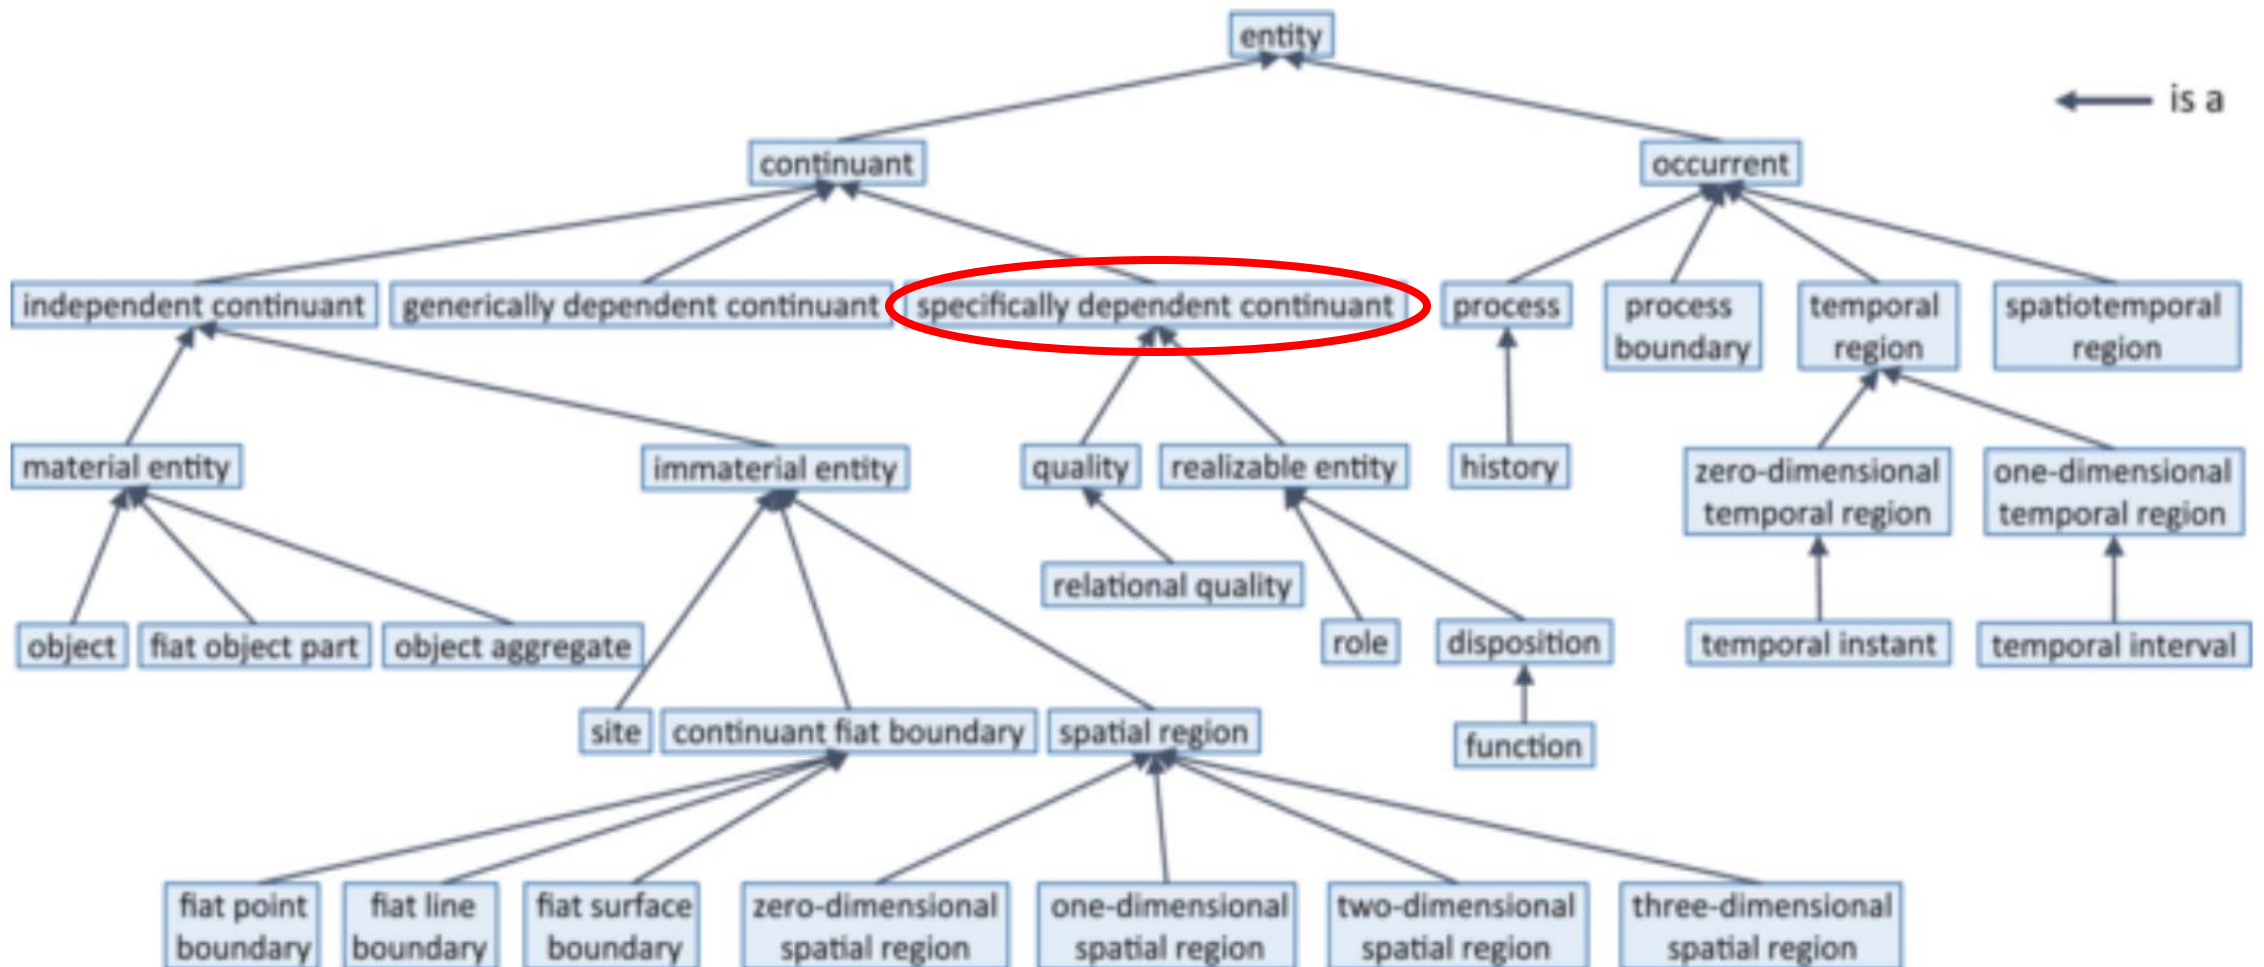 entity
is a
continuant
occurrent
independent continuant
generically dependent continuant
specifically dependent continuant
process
process
boundary
temporal
region
spatiotemporal
region
material entity
immaterial entity
quality
realizable entity
history
zero-dimensional
temporal region
one-dimensional
temporal region
relational quality
object
fiat object part
object aggregate
role
disposition
temporal instant
temporal interval
site
continuant fiat boundary
spatial region
function
fiat point
boundary
fiat line
boundary
fiat surface
boundary
zero-dimensional
spatial region
one-dimensional
spatial region
two-dimensional
spatial region
three-dimensional
spatial region